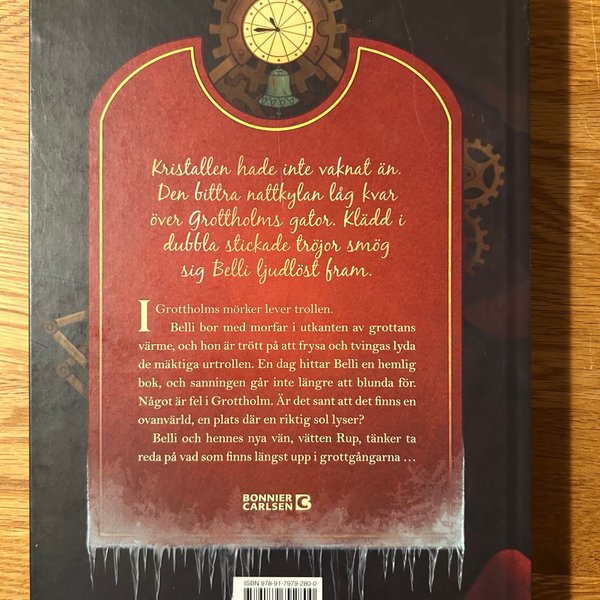 Kristallen hade inte vaknat än.
Den bittra nattkylan låg kvar
över Grottholms gator. Klädd i
dubbla stickade tröjor smög
sig Belli ljudlöst fram.
I Grottholms mörker lever trollen.
Belli bor med morfar i utkanten av grottans
värme, och hon är trött på att frysa och tvingas lyda
de mäktiga urtrollen. En dag hittar Belli en hemlig
bok, och sanningen går inte längre att blunda för.
Något är fel i Grottholm. Är det sant att det finns en
ovanvärld, en plats där en riktig sol lyser?
Belli och hennes nya vän, vätten Rup, tänker ta
reda på vad som finns längst upp i grottgångarna …
BONNIER
CARLSEN
ISBN 978-91-7979-280-0